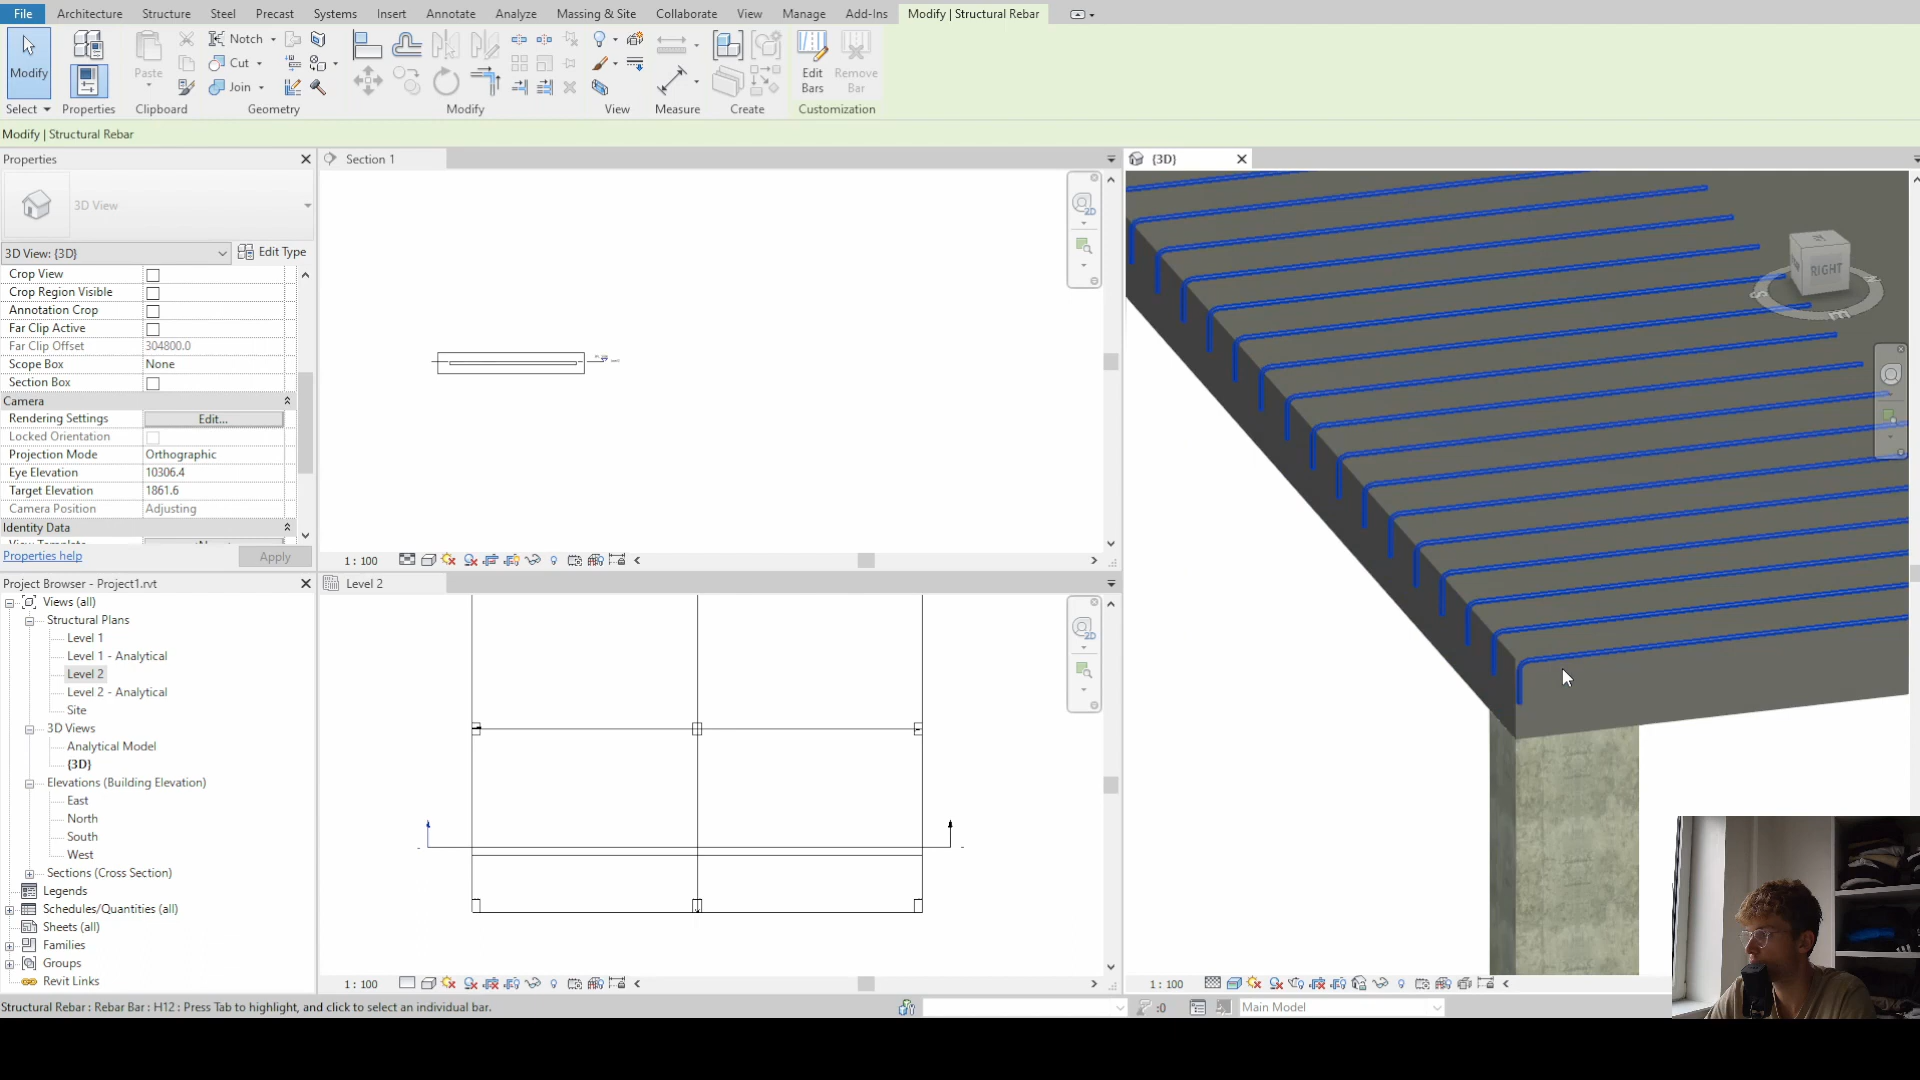 File Architecture Structure Steel Precast Systems Insert Annotate Analyze Massing & Site Collaborate View Manage Add-Ins Modify | Structural Rebar
Modify
Paste
Notch
Cut
Join
Edit Bars
Remove Bar
Select Properties Clipboard Geometry Modify View Measure Create Customization
Modify | Structural Rebar
Properties
3D View
3D View: {3D} Edit Type
Crop View
Crop Region Visible
Annotation Crop
Far Clip Active
Far Clip Offset 304800.0
Scope Box None
Section Box
Camera
Rendering Settings Edit...
Locked Orientation
Projection Mode Orthographic
Eye Elevation 10306.4
Target Elevation 1861.6
Camera Position Adjusting
Identity Data
Properties help Apply
Project Browser - Project1.rvt
Views (all)
Structural Plans
Level 1
Level 1 - Analytical
Level 2
Level 2 - Analytical
Site
3D Views
Analytical Model
{3D}
Elevations (Building Elevation)
East
North
South
West
Sections (Cross Section)
Legends
Schedules/Quantities (all)
Sheets (all)
Families
Groups
Revit Links
Section 1
2D
1 : 100
Level 2
2D
1 : 100
{3D}
RIGHT
1 : 100
Structural Rebar : Rebar Bar : H12 : Press Tab to highlight, and click to select an individual bar.
:0
Main Model